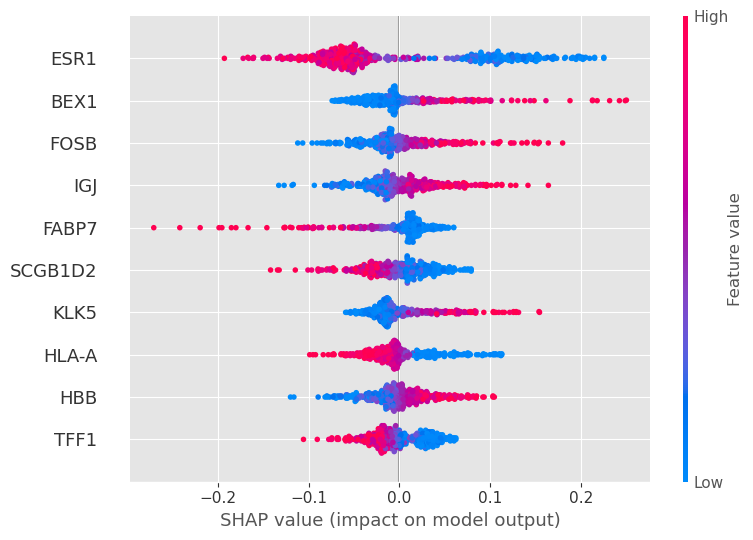 High
ESR1
BEX1
FOSB
IGJ
FABP7
SCGB1D2
KLK5
HLA-A
HBB
TFF1
Feature value
Low
−0.2
−0.1
0.0
0.1
0.2
SHAP value (impact on model output)